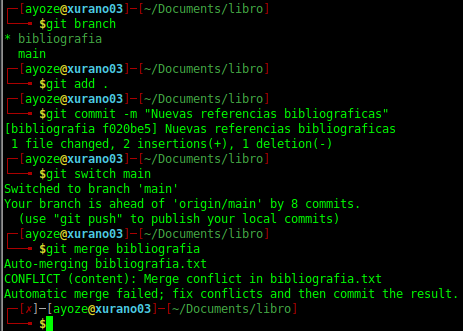 ┌─[ayoze@xurano03]─[~/Documents/libro]
└──╼ $git branch
* bibliografia
  main
┌─[ayoze@xurano03]─[~/Documents/libro]
└──╼ $git add .
┌─[ayoze@xurano03]─[~/Documents/libro]
└──╼ $git commit -m "Nuevas referencias bibliograficas"
[bibliografia f020be5] Nuevas referencias bibliograficas
 1 file changed, 2 insertions(+), 1 deletion(-)
┌─[ayoze@xurano03]─[~/Documents/libro]
└──╼ $git switch main
Switched to branch 'main'
Your branch is ahead of 'origin/main' by 8 commits.
  (use "git push" to publish your local commits)
┌─[ayoze@xurano03]─[~/Documents/libro]
└──╼ $git merge bibliografia
Auto-merging bibliografia.txt
CONFLICT (content): Merge conflict in bibliografia.txt
Automatic merge failed; fix conflicts and then commit the result.
┌─[✗]─[ayoze@xurano03]─[~/Documents/libro]
└──╼ $